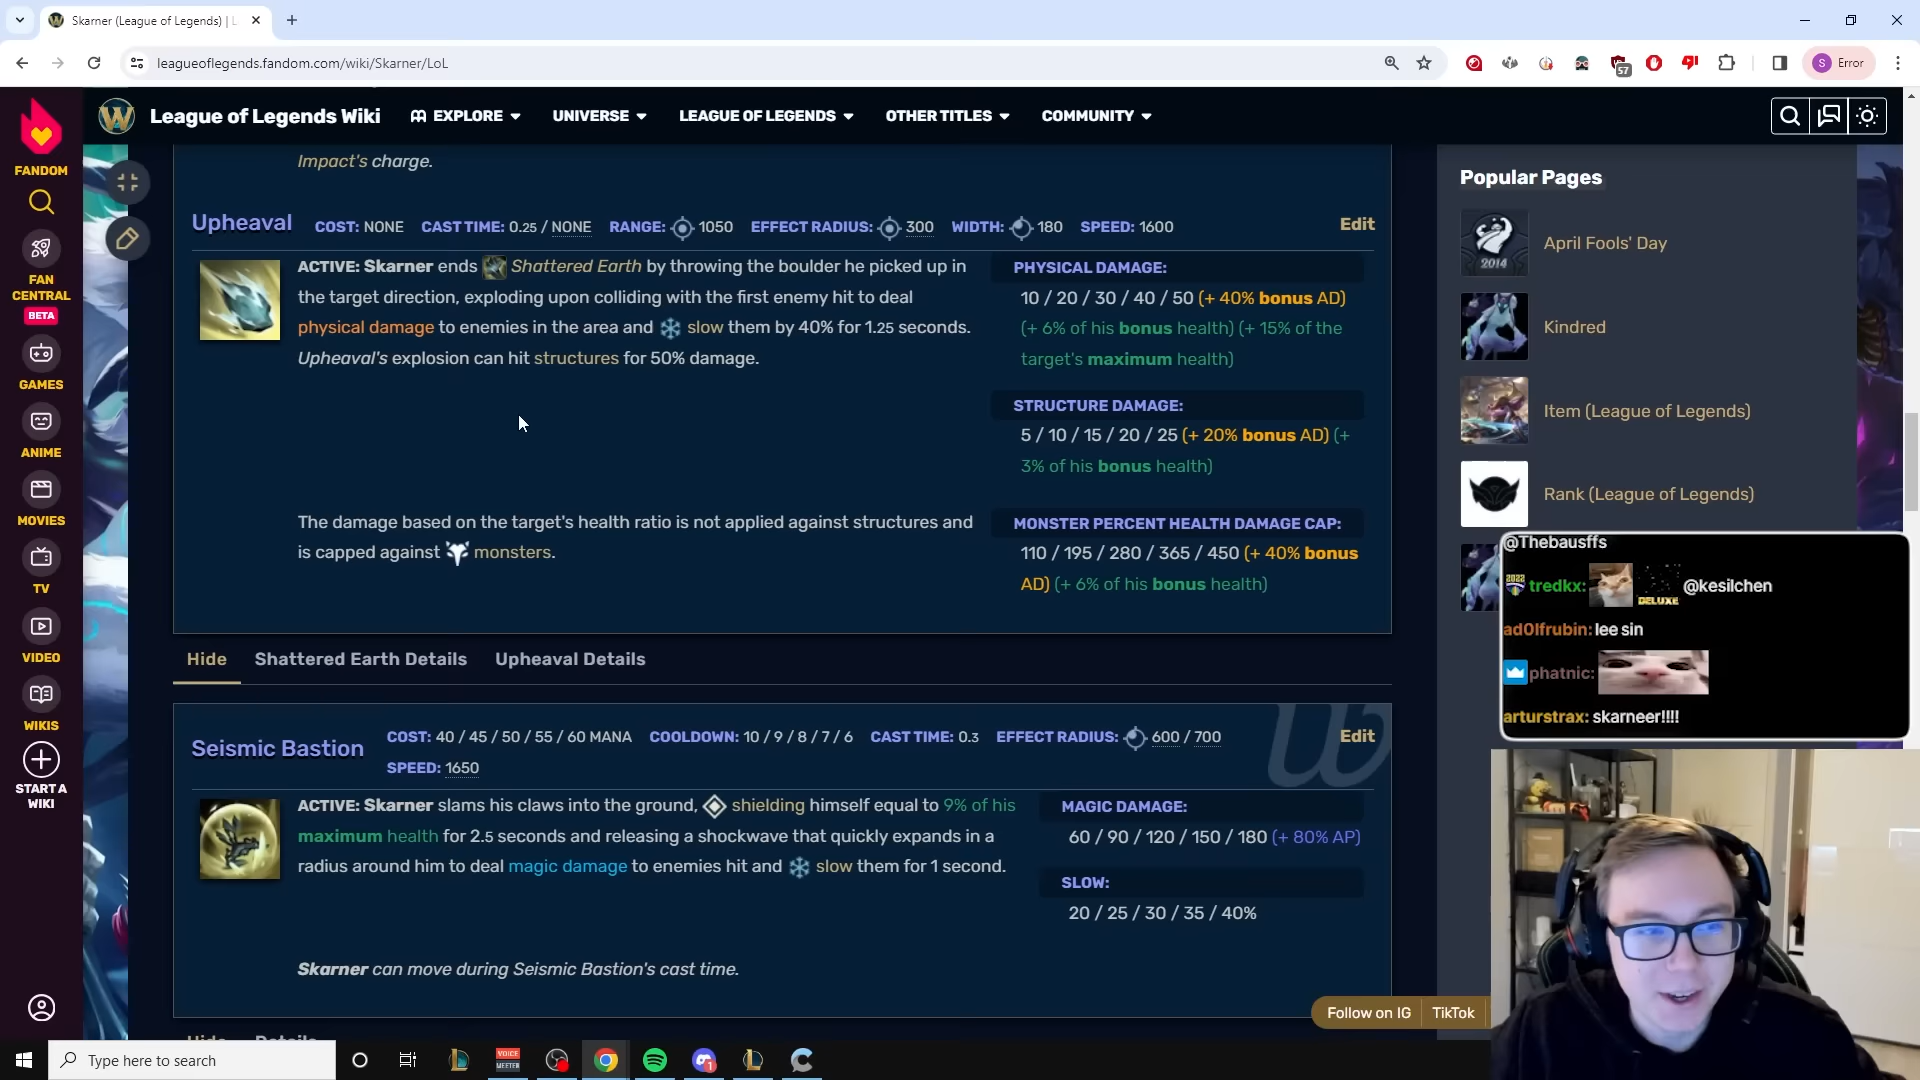 Skarner (League of Legends) | L
leagueoflegends.fandom.com/wiki/Skarner/LoL
57
S Error
FANDOM
FAN
CENTRAL
BETA
GAMES
ANIME
MOVIES
TV
VIDEO
WIKIS
START A
WIKI
W League of Legends Wiki EXPLORE UNIVERSE LEAGUE OF LEGENDS OTHER TITLES COMMUNITY
Impact's charge.
Upheaval COST: NONE CAST TIME: 0.25 / NONE RANGE: 1050 EFFECT RADIUS: 300 WIDTH: 180 SPEED: 1600 Edit
ACTIVE: Skarner ends Shattered Earth by throwing the boulder he picked up in
the target direction, exploding upon colliding with the first enemy hit to deal
physical damage to enemies in the area and slow them by 40% for 1.25 seconds.
Upheaval's explosion can hit structures for 50% damage.
PHYSICAL DAMAGE:
10 / 20 / 30 / 40 / 50 (+ 40% bonus AD)
(+ 6% of his bonus health) (+ 15% of the
target's maximum health)
STRUCTURE DAMAGE:
5 / 10 / 15 / 20 / 25 (+ 20% bonus AD) (+
3% of his bonus health)
The damage based on the target's health ratio is not applied against structures and
is capped against monsters.
MONSTER PERCENT HEALTH DAMAGE CAP:
110 / 195 / 280 / 365 / 450 (+ 40% bonus
AD) (+ 6% of his bonus health)
Hide Shattered Earth Details Upheaval Details
Seismic Bastion COST: 40 / 45 / 50 / 55 / 60 MANA COOLDOWN: 10 / 9 / 8 / 7 / 6 CAST TIME: 0.3 EFFECT RADIUS: 600 / 700 Edit
SPEED: 1650
ACTIVE: Skarner slams his claws into the ground, shielding himself equal to 9% of his
maximum health for 2.5 seconds and releasing a shockwave that quickly expands in a
radius around him to deal magic damage to enemies hit and slow them for 1 second.
MAGIC DAMAGE:
60 / 90 / 120 / 150 / 180 (+ 80% AP)
SLOW:
20 / 25 / 30 / 35 / 40%
Skarner can move during Seismic Bastion's cast time.
Hide Details
Popular Pages
2014
April Fools' Day
Kindred
Item (League of Legends)
Rank (League of Legends)
@Thebausffs
2022 tredkx: DELUXE @kesilchen
ad0lfrubin: lee sin
phatnic:
arturstrax: skarneer!!!!
Follow on IG TikTok
Type here to search
VOICE
MEETER
1